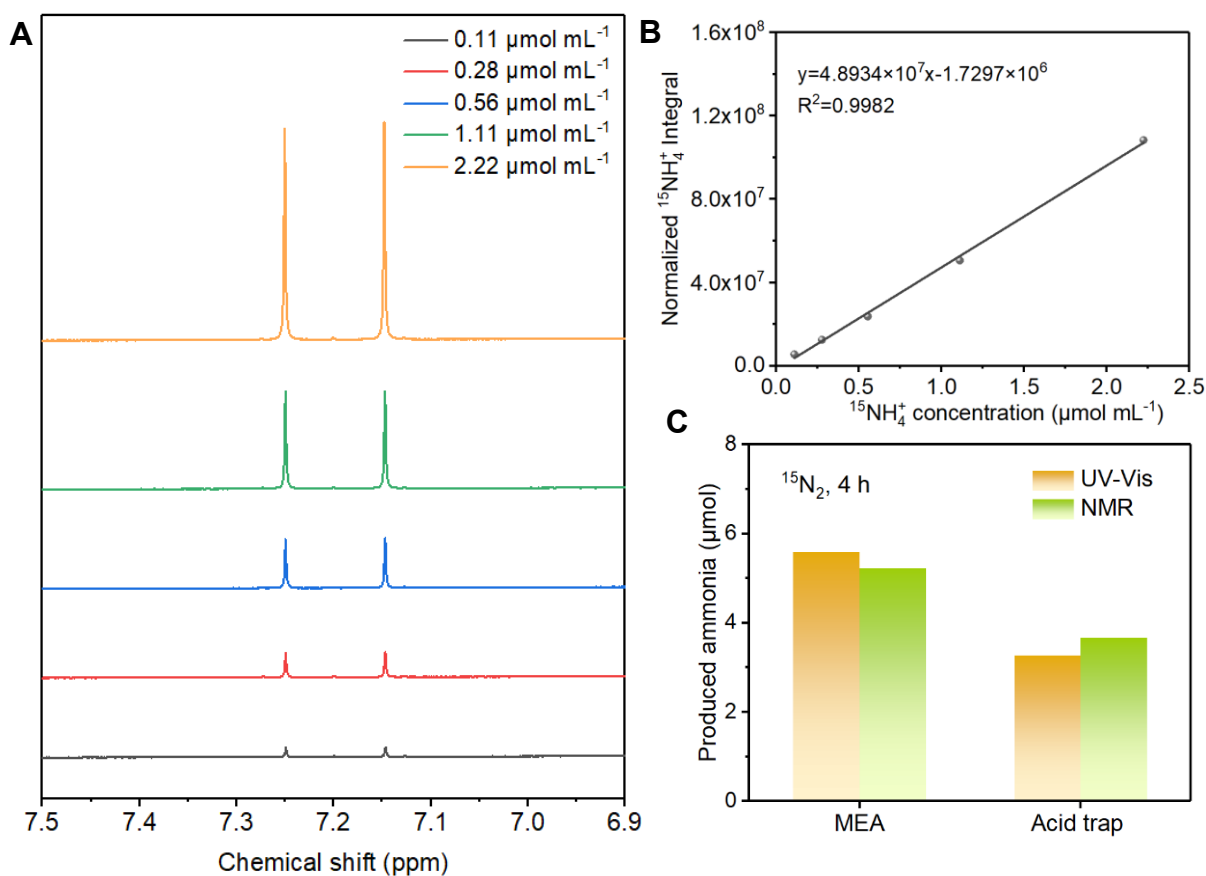 A
0.11 µmol mL⁻¹
0.28 µmol mL⁻¹
0.56 µmol mL⁻¹
1.11 µmol mL⁻¹
2.22 µmol mL⁻¹
7.5 7.4 7.3 7.2 7.1 7.0 6.9
Chemical shift (ppm)
B
Normalized ¹⁵NH₄⁺ Integral
1.6x10⁸
1.2x10⁸
8.0x10⁷
4.0x10⁷
0.0
y=4.8934×10⁷x-1.7297×10⁶
R²=0.9982
0.0 0.5 1.0 1.5 2.0 2.5
¹⁵NH₄⁺ concentration (µmol mL⁻¹)
C
Produced ammonia (µmol)
8
6
4
2
0
¹⁵N₂, 4 h
UV-Vis
NMR
MEA Acid trap